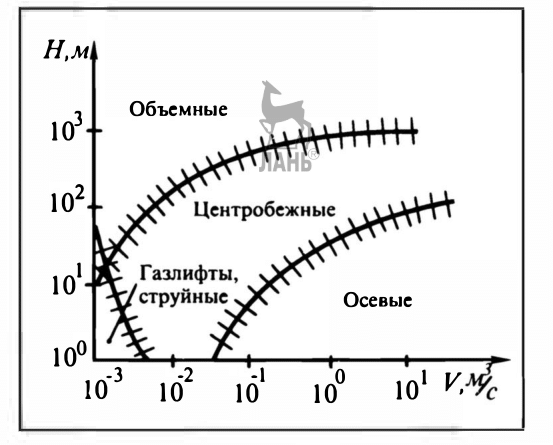 H, м
Объемные
10³
ЛАНЬ®
10²
Центробежные
10¹
Газлифты,
струйные
Осевые
10⁰
10⁻³ 10⁻² 10⁻¹ 10⁰ 10¹ V, м³/с